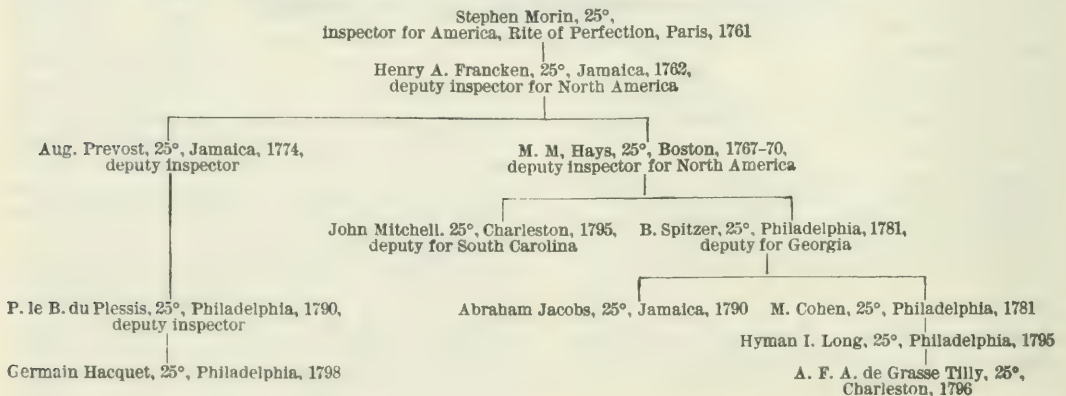 Stephen Morin, 25°,
inspector for America, Rite of Perfection, Paris, 1761
Henry A. Francken, 25°, Jamaica, 1762,
deputy inspector for North America
Aug. Prevost, 25°, Jamaica, 1774,
deputy inspector
M. M, Hays, 25°, Boston, 1767-70,
deputy inspector for North America
John Mitchell. 25°, Charleston, 1795,
deputy for South Carolina
B. Spitzer, 25°, Philadelphia, 1781,
deputy for Georgia
P. le B. du Plessis, 25°, Philadelphia, 1790,
deputy inspector
Abraham Jacobs, 25°, Jamaica, 1790
M. Cohen, 25°, Philadelphia, 1781
Hyman I. Long, 25°, Philadelphia, 1795
Germain Hacquet, 25°, Philadelphia, 1798
A. F. A. de Grasse Tilly, 25°,
Charleston, 1796